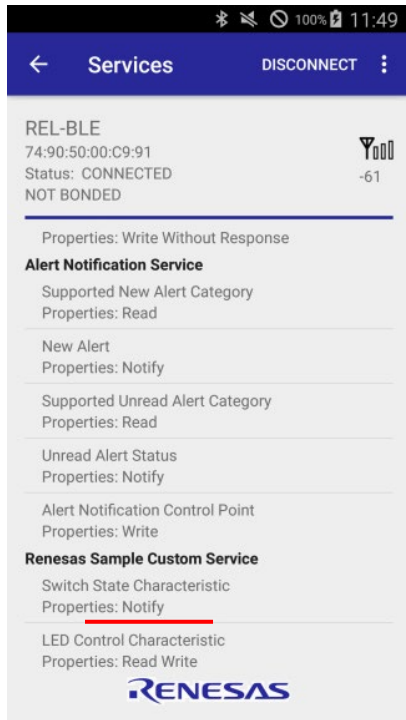 100% 11:49
Services DISCONNECT
REL-BLE
74:90:50:00:C9:91
Status: CONNECTED
-61
NOT BONDED
Properties: Write Without Response
Alert Notification Service
Supported New Alert Category
Properties: Read
New Alert
Properties: Notify
Supported Unread Alert Category
Properties: Read
Unread Alert Status
Properties: Notify
Alert Notification Control Point
Properties: Write
Renesas Sample Custom Service
Switch State Characteristic
Properties: Notify
LED Control Characteristic
Properties: Read Write
RENESAS